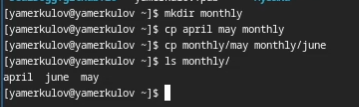 [yamerkulov@yamerkulov ~]$ mkdir monthly
[yamerkulov@yamerkulov ~]$ cp april may monthly
[yamerkulov@yamerkulov ~]$ cp monthly/may monthly/june
[yamerkulov@yamerkulov ~]$ ls monthly/
april  june  may
[yamerkulov@yamerkulov ~]$